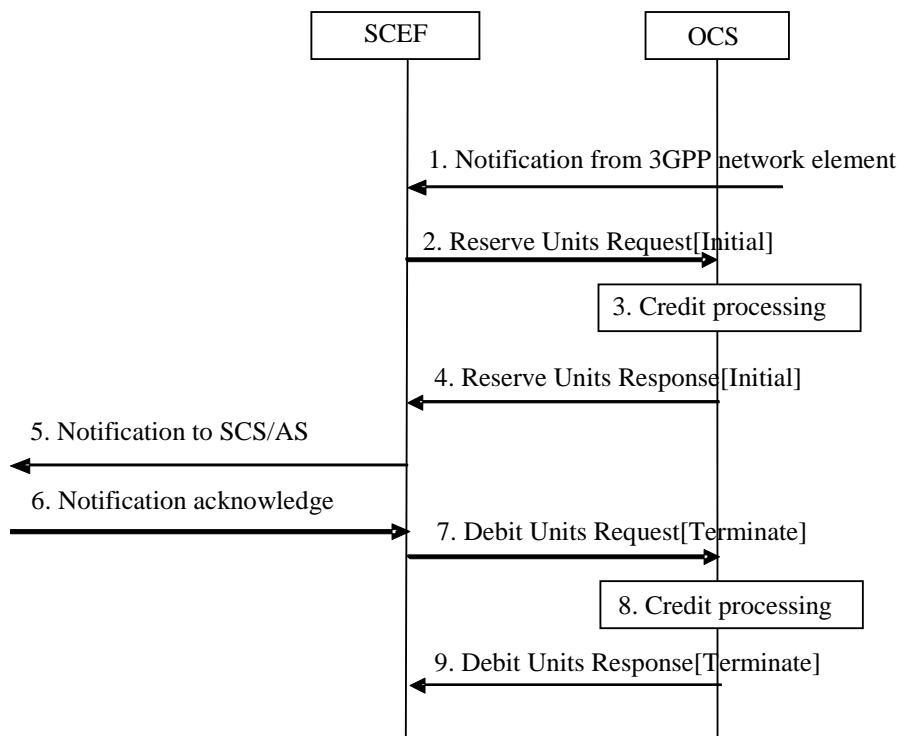 SCEF
OCS
1. Notification from 3GPP network element
2. Reserve Units Request[Initial]
3. Credit processing
4. Reserve Units Response[Initial]
5. Notification to SCS/AS
6. Notification acknowledge
7. Debit Units Request[Terminate]
8. Credit processing
9. Debit Units Response[Terminate]